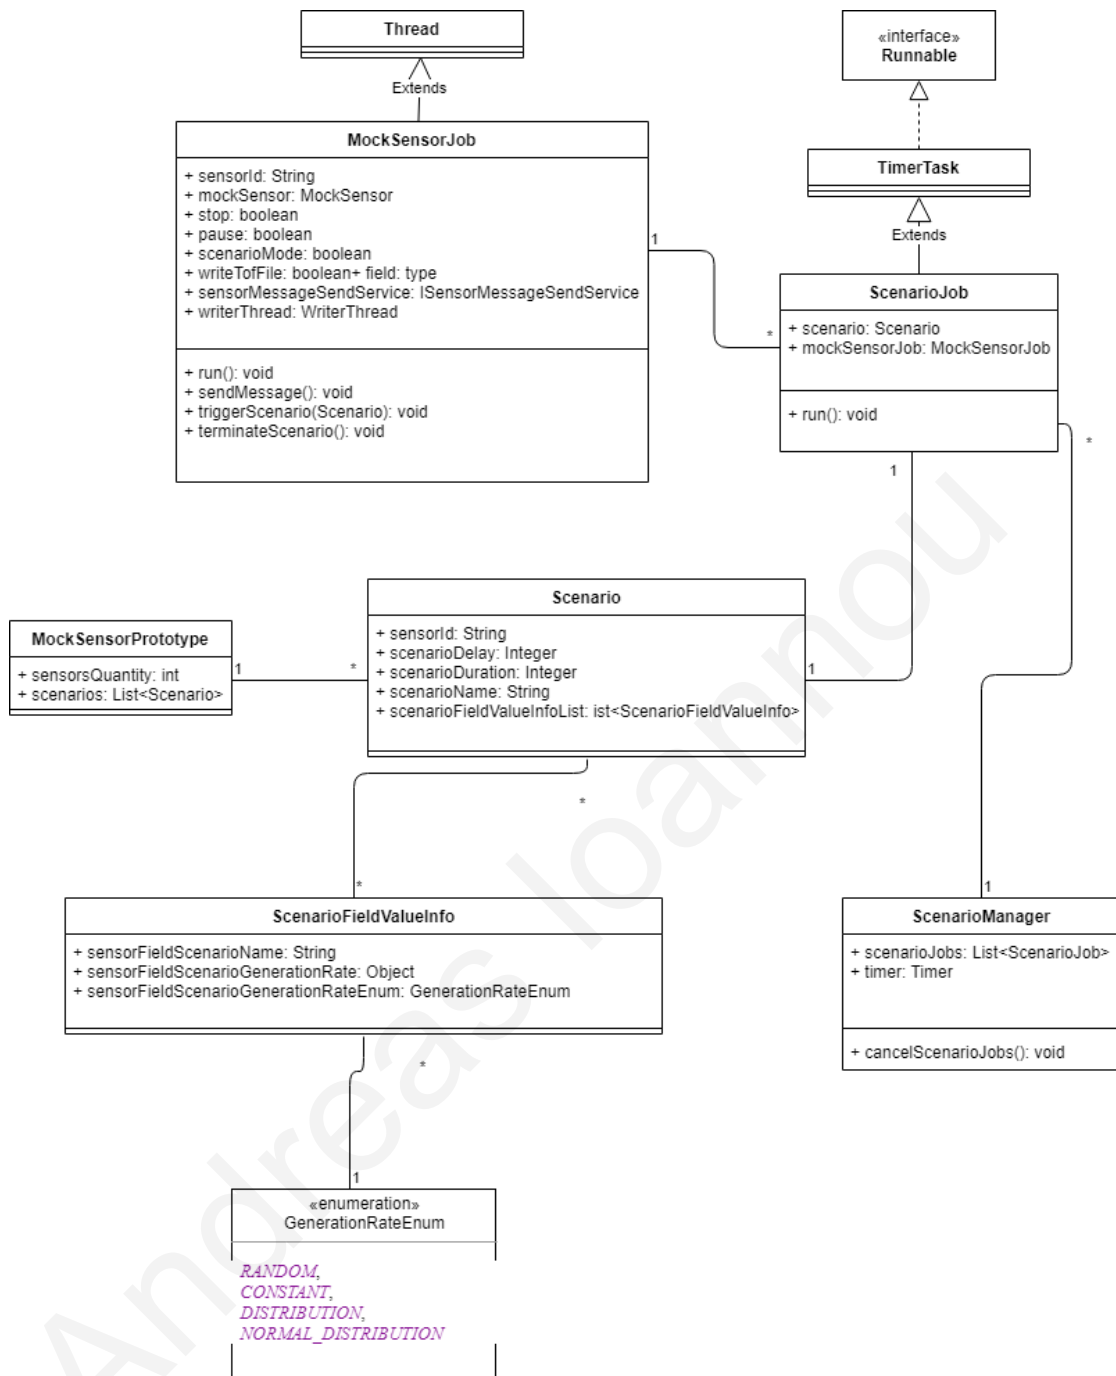 Thread
«interface»
Runnable
Extends
MockSensorJob
+ sensorId: String
+ mockSensor: MockSensor
+ stop: boolean
+ pause: boolean
+ scenarioMode: boolean
+ writeTofFile: boolean+ field: type
+ sensorMessageSendService: ISensorMessageSendService
+ writerThread: WriterThread
+ run(): void
+ sendMessage(): void
+ triggerScenario(Scenario): void
+ terminateScenario(): void
TimerTask
Extends
1
*
ScenarioJob
+ scenario: Scenario
+ mockSensorJob: MockSensorJob
+ run(): void
*
1
Scenario
+ sensorId: String
+ scenarioDelay: Integer
+ scenarioDuration: Integer
+ scenarioName: String
+ scenarioFieldValueInfoList: ist<ScenarioFieldValueInfo>
MockSensorPrototype
+ sensorsQuantity: int
+ scenarios: List<Scenario>
1
*
1
*
*
1
ScenarioFieldValueInfo
+ sensorFieldScenarioName: String
+ sensorFieldScenarioGenerationRate: Object
+ sensorFieldScenarioGenerationRateEnum: GenerationRateEnum
ScenarioManager
+ scenarioJobs: List<ScenarioJob>
+ timer: Timer
+ cancelScenarioJobs(): void
*
1
«enumeration»
GenerationRateEnum
RANDOM,
CONSTANT,
DISTRIBUTION,
NORMAL_DISTRIBUTION
Andreas Ioannou